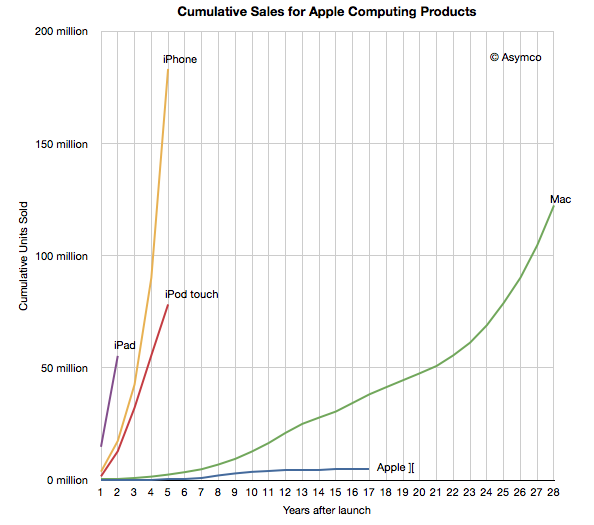 Cumulative Sales for Apple Computing Products
200 million
iPhone
© Asymco
150 million
Mac
Cumulative Units Sold
100 million
iPod touch
iPad
50 million
Apple ][
0 million
1 2 3 4 5 6 7 8 9 10 11 12 13 14 15 16 17 18 19 20 21 22 23 24 25 26 27 28
Years after launch